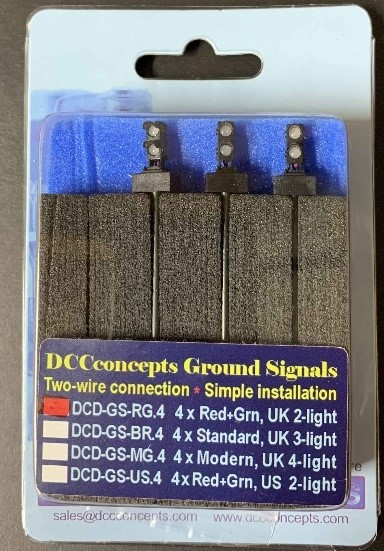 DCCconcepts Ground Signals
Two-wire connection * Simple installation
DCD-GS-RG.4 4 x Red+Grn, UK 2-light
DCD-GS-BR.4 4 x Standard, UK 3-light
DCD-GS-MG.4 4 x Modern, UK 4-light
DCD-GS-US.4 4x Red+Grn, US 2-light
sales@dccconcepts.com www.dccconcepts.com